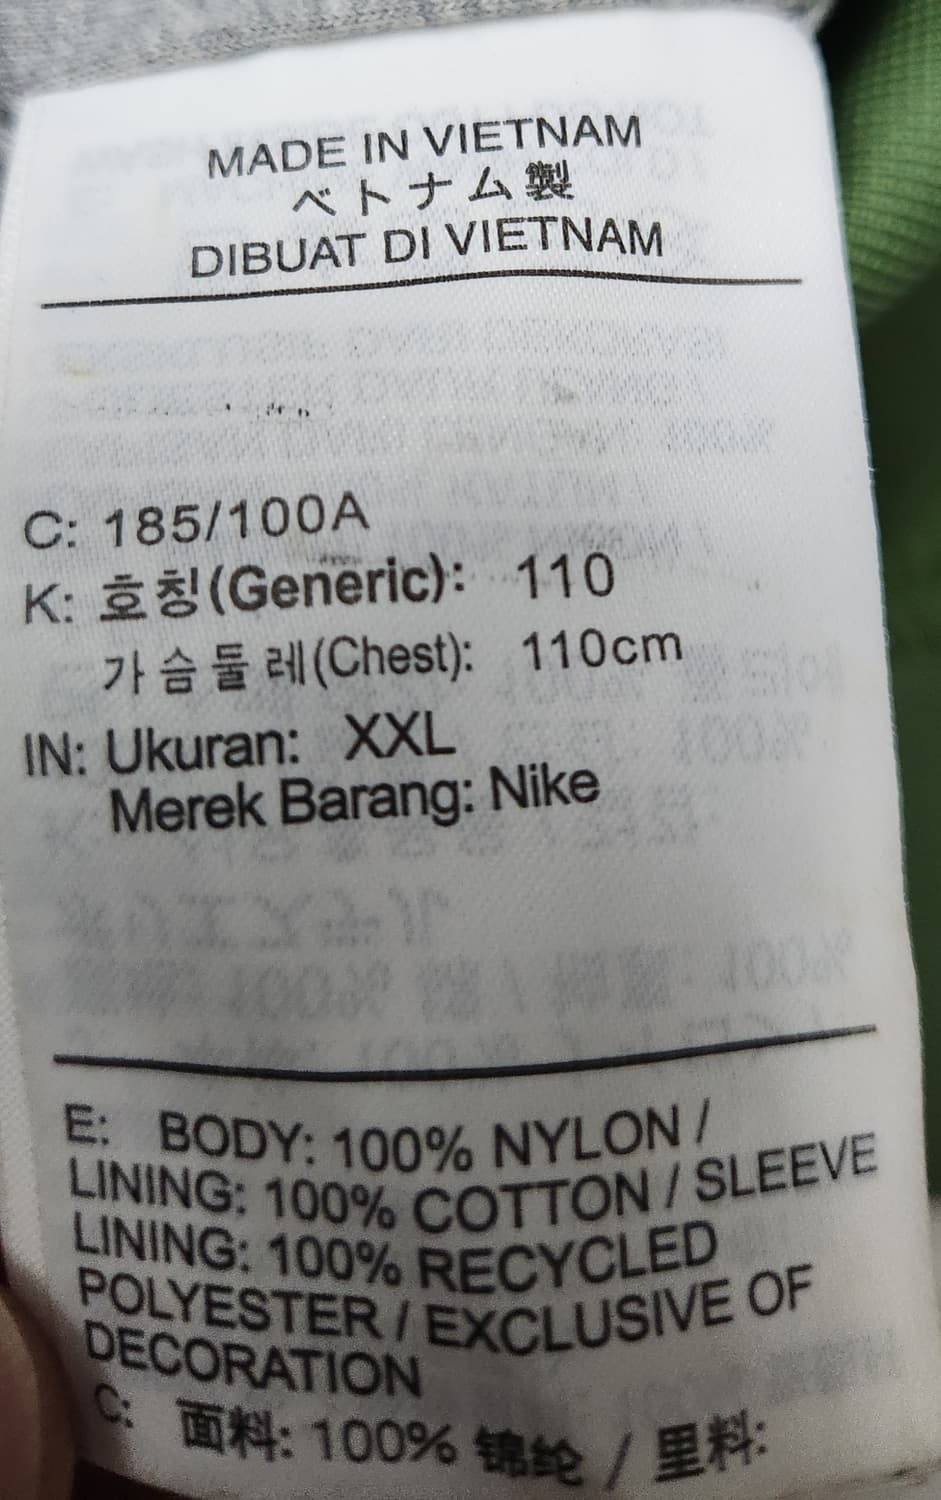 MADE IN VIETNAM
ベトナム製
DIBUAT DI VIETNAM
C: 185/100A
K: 호칭(Generic): 110
가슴둘레(Chest): 110cm
IN: Ukuran: XXL
Merek Barang: Nike
E: BODY: 100% NYLON /
LINING: 100% COTTON / SLEEVE
LINING: 100% RECYCLED
POLYESTER / EXCLUSIVE OF
DECORATION
C: 面料: 100% 锦纶 / 里料: